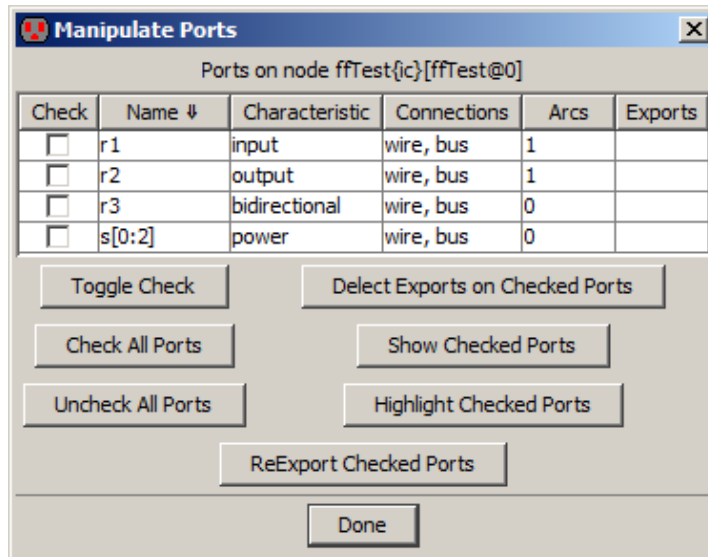 Manipulate Ports
Ports on node ffTest{ic}[ffTest@0]
Check Name ⇓ Characteristic Connections Arcs Exports
r1 input wire, bus 1
r2 output wire, bus 1
r3 bidirectional wire, bus 0
s[0:2] power wire, bus 0
Toggle Check Delect Exports on Checked Ports
Check All Ports Show Checked Ports
Uncheck All Ports Highlight Checked Ports
ReExport Checked Ports
Done